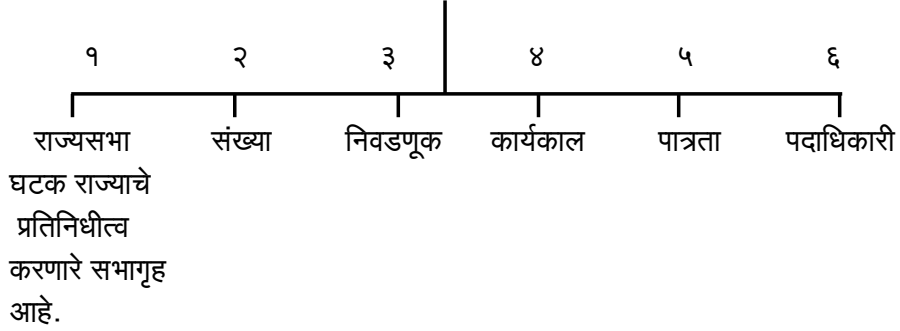 १ २ ३ ४ ५ ६
राज्यसभा संख्या निवडणूक कार्यकाल पात्रता पदाधिकारी
घटक राज्याचे
प्रतिनिधीत्व
करणारे सभागृह
आहे.